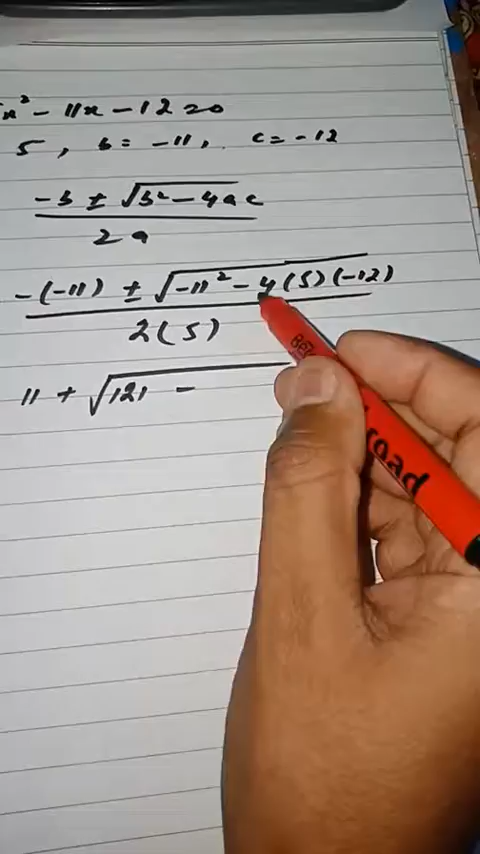 x² - 11x - 12 = 0
5, b = -11, c = -12
-b ± √b² - 4ac
2a
-(-11) ± √-11² - 4(5)(-12)
2(5)
11 + √121 -
road